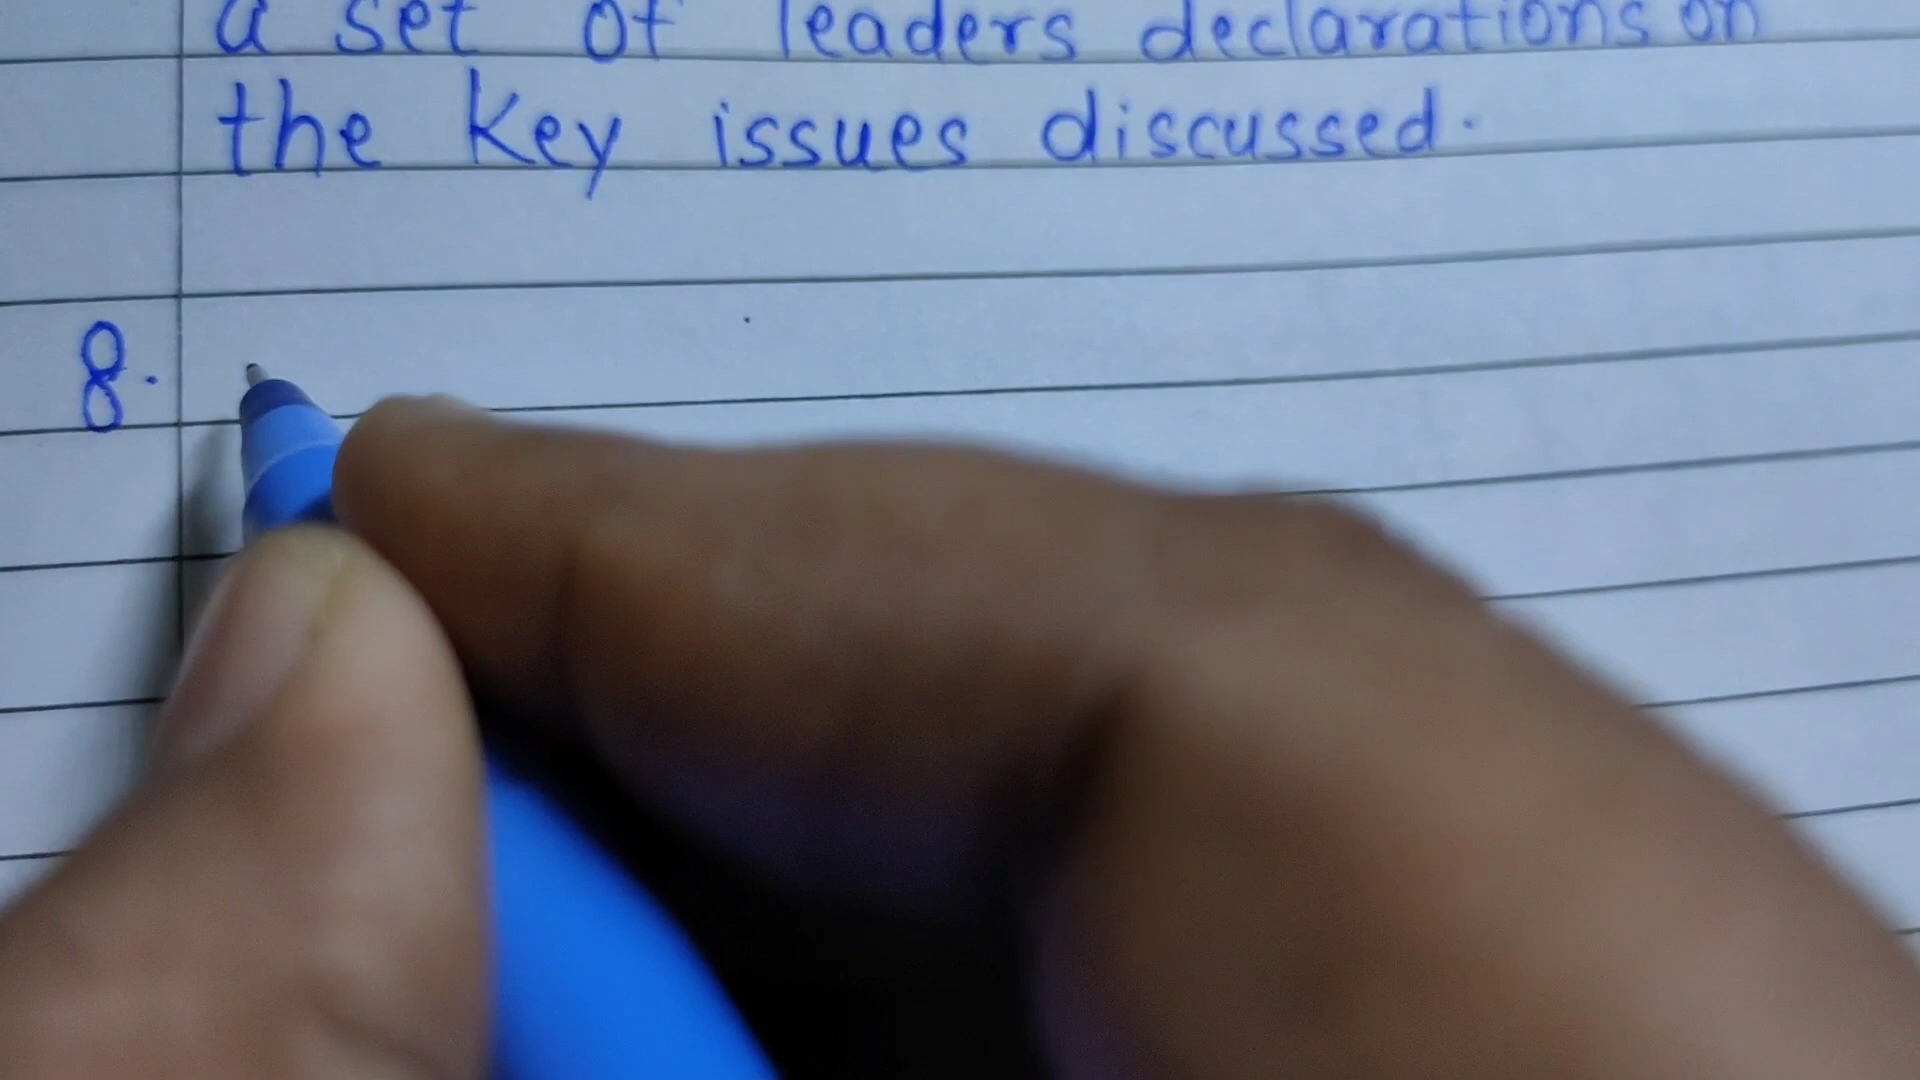 a set of leaders declarations on
the key issues discussed.
8.